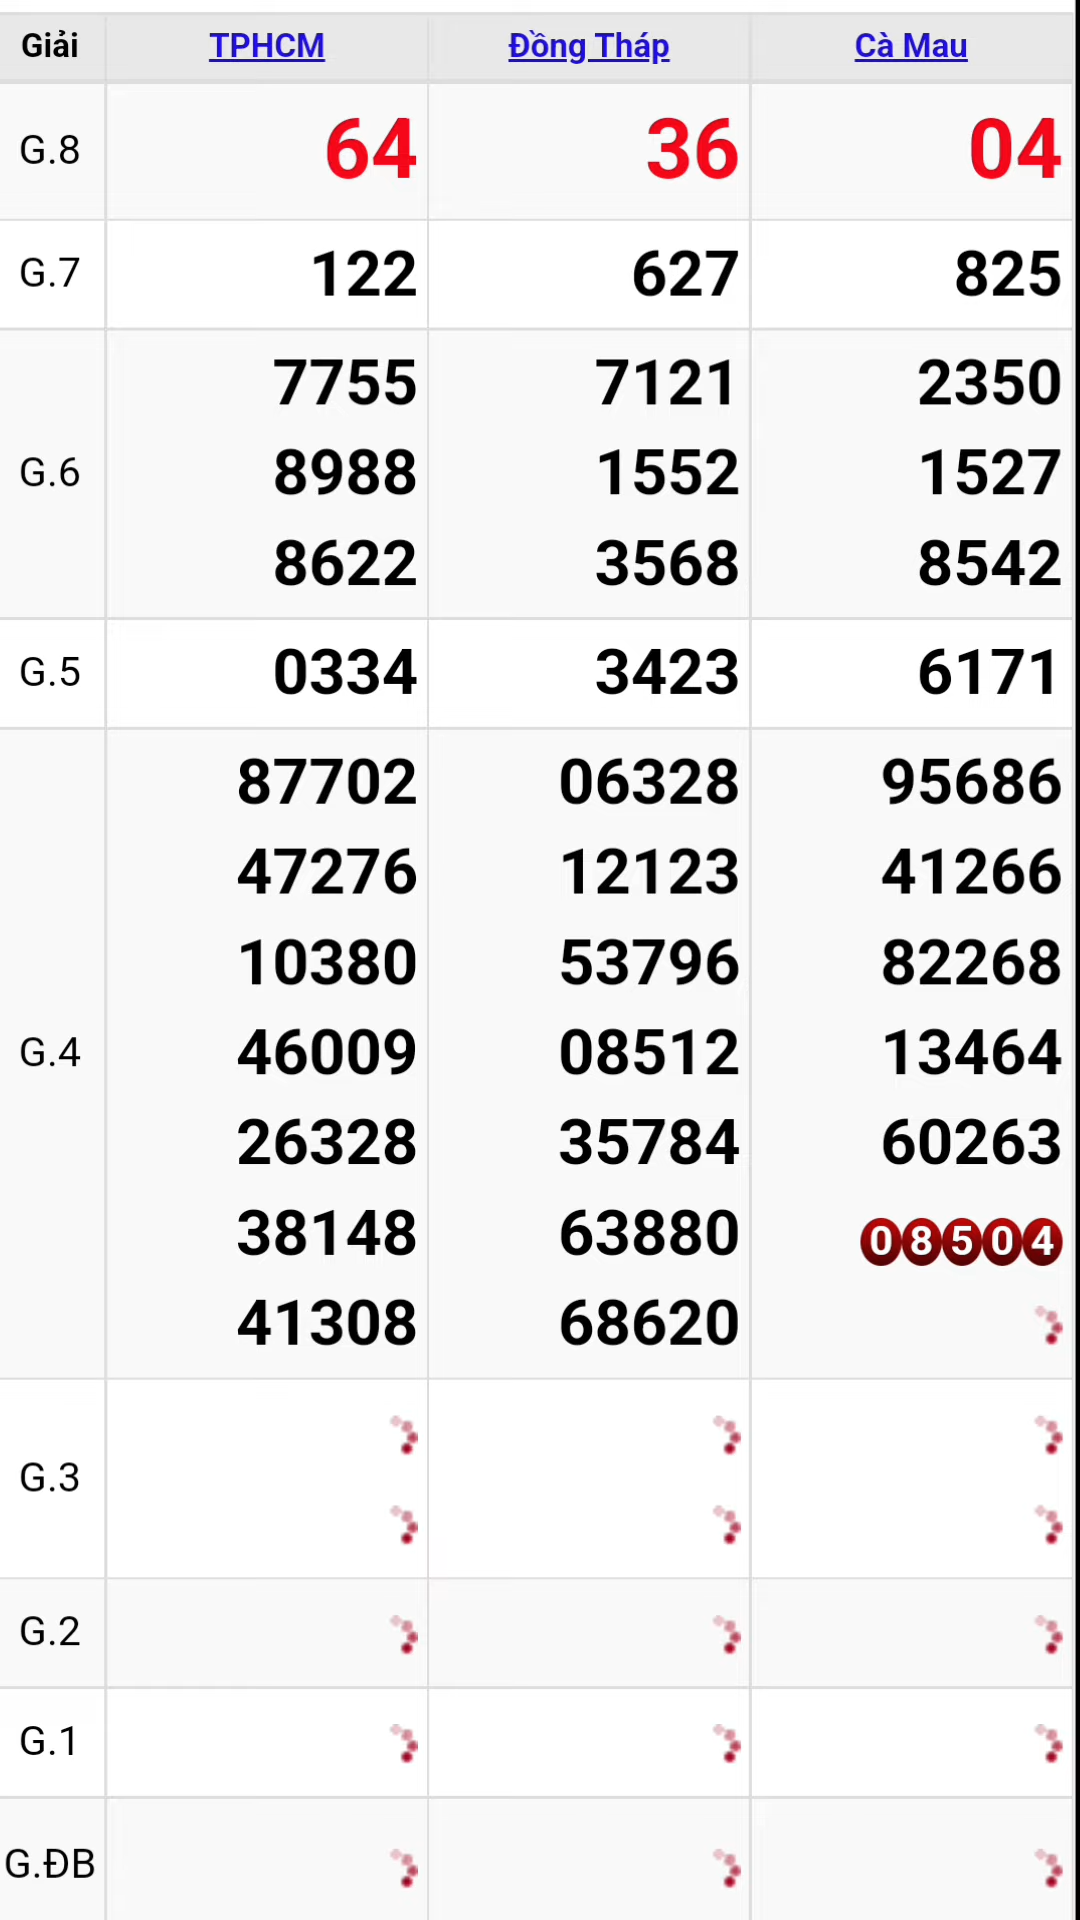 Giải TPHCM Đồng Tháp Cà Mau
G.8 64 36 04
G.7 122 627 825
7755 7121 2350
G.6 8988 1552 1527
8622 3568 8542
G.5 0334 3423 6171
87702 06328 95686
47276 12123 41266
10380 53796 82268
G.4 46009 08512 13464
26328 35784 60263
38148 63880 08504
41308 68620
G.3
G.2
G.1
G.ĐB